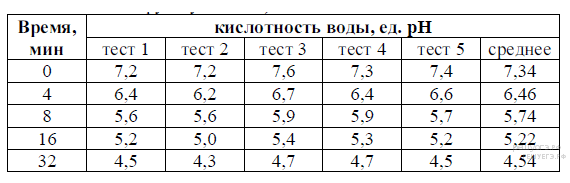 Время, мин кислотность воды, ед. pH
тест 1 тест 2 тест 3 тест 4 тест 5 среднее
0 7,2 7,2 7,6 7,3 7,4 7,34
4 6,4 6,2 6,7 6,4 6,6 6,46
8 5,6 5,6 5,9 5,9 5,7 5,74
16 5,2 5,0 5,4 5,3 5,2 5,22
32 4,5 4,3 4,7 4,7 4,5 4,54